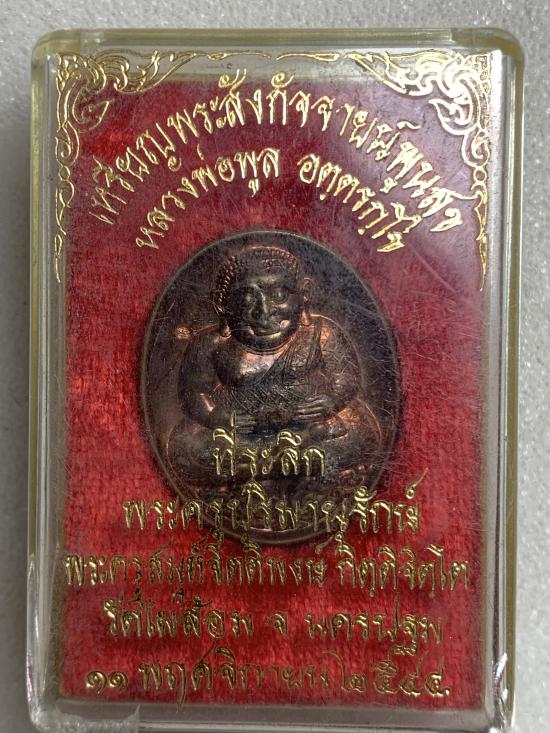 เหรียญพระสังกัจจายน์พูนสุข
หลวงพ่อพูล อตฺตรกฺโข
ที่ระลึก
พระครูปริมานุรักษ์
พระครูสมุห์จิตติพงษ์ กิตฺติจิตฺโต
วัดไผ่ล้อม จ นครปฐม
๑๑ พฤศจิกายน ๒๕๔๔